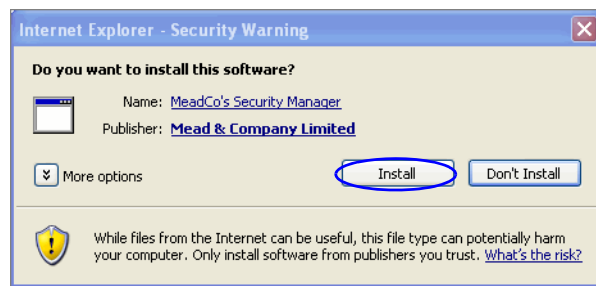 Internet Explorer - Security Warning
Do you want to install this software?
Name: MeadCo's Security Manager
Publisher: Mead & Company Limited
More options
Install
Don't Install
While files from the Internet can be useful, this file type can potentially harm
your computer. Only install software from publishers you trust. What's the risk?